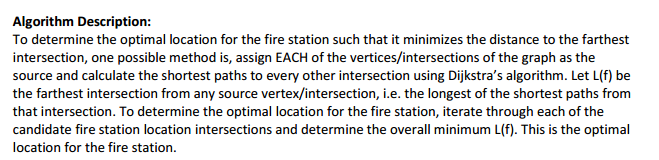 Algorithm Description:
To determine the optimal location for the fire station such that it minimizes the distance to the farthest
intersection, one possible method is, assign EACH of the vertices/intersections of the graph as the
source and calculate the shortest paths to every other intersection using Dijkstra's algorithm. Let L(f) be
the farthest intersection from any source vertex/intersection, i.e. the longest of the shortest paths from
that intersection. To determine the optimal location for the fire station, iterate through each of the
candidate fire station location intersections and determine the overall minimum L(f). This is the optimal
location for the fire station.